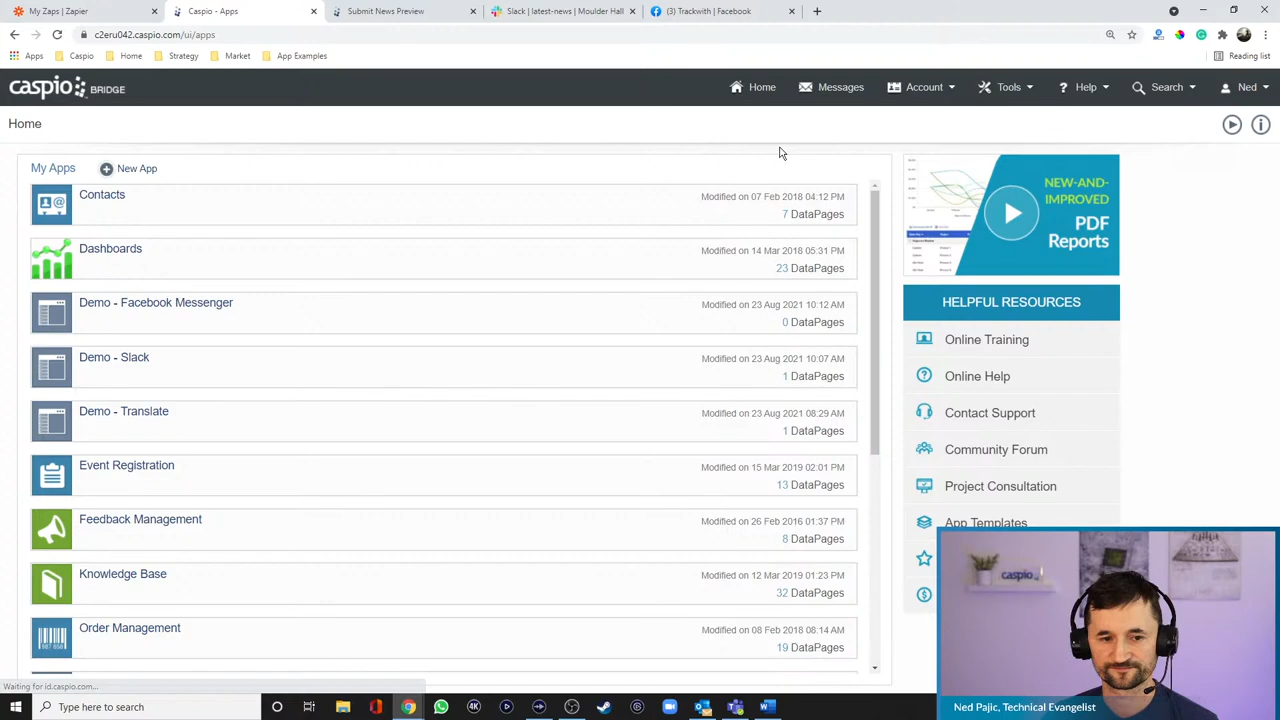 My Zaps | Zapier
Caspio - Apps
Submit News Preview
Slack | latest-news | Moulder Hall
(3) Trackwith | Facebook
c2eru042.caspio.com/ui/apps
Apps
Caspio
Home
Strategy
Market
App Examples
Reading list
caspio BRIDGE
Home
Messages
Account
Tools
Help
Search
Ned
Home
My Apps
New App
Contacts
Modified on 07 Feb 2018 04:12 PM
7 DataPages
Dashboards
Modified on 14 Mar 2018 05:31 PM
23 DataPages
Demo - Facebook Messenger
Modified on 23 Aug 2021 10:12 AM
0 DataPages
Demo - Slack
Modified on 23 Aug 2021 10:07 AM
1 DataPages
Demo - Translate
Modified on 23 Aug 2021 08:29 AM
1 DataPages
Event Registration
Modified on 15 Mar 2019 02:01 PM
13 DataPages
Feedback Management
Modified on 26 Feb 2016 01:37 PM
8 DataPages
Knowledge Base
Modified on 12 Mar 2019 01:23 PM
32 DataPages
Order Management
Modified on 08 Feb 2018 08:14 AM
19 DataPages
NEW-AND-
IMPROVED
PDF
Reports
HELPFUL RESOURCES
Online Training
Online Help
Contact Support
Community Forum
Project Consultation
App Templates
caspio
Ned Pajic, Technical Evangelist
Waiting for id.caspio.com...
Type here to search